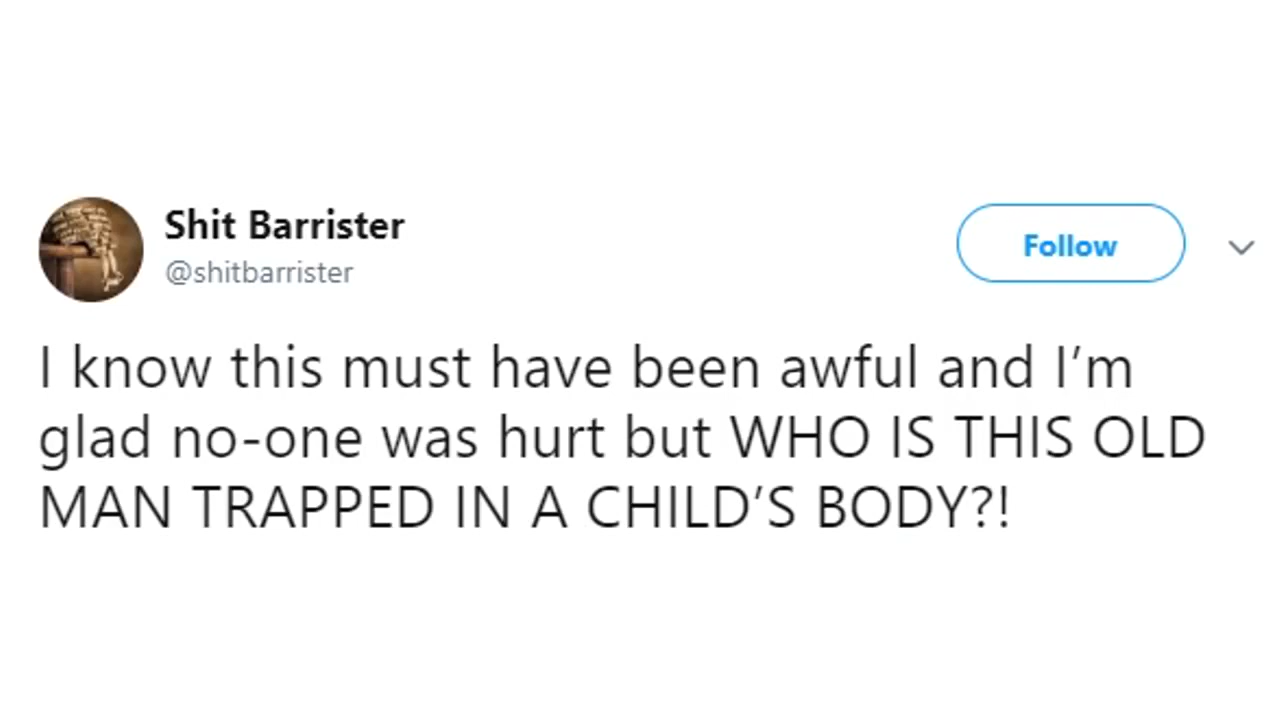 Shit Barrister
@shitbarrister
Follow
I know this must have been awful and I’m
glad no-one was hurt but WHO IS THIS OLD
MAN TRAPPED IN A CHILD’S BODY?!